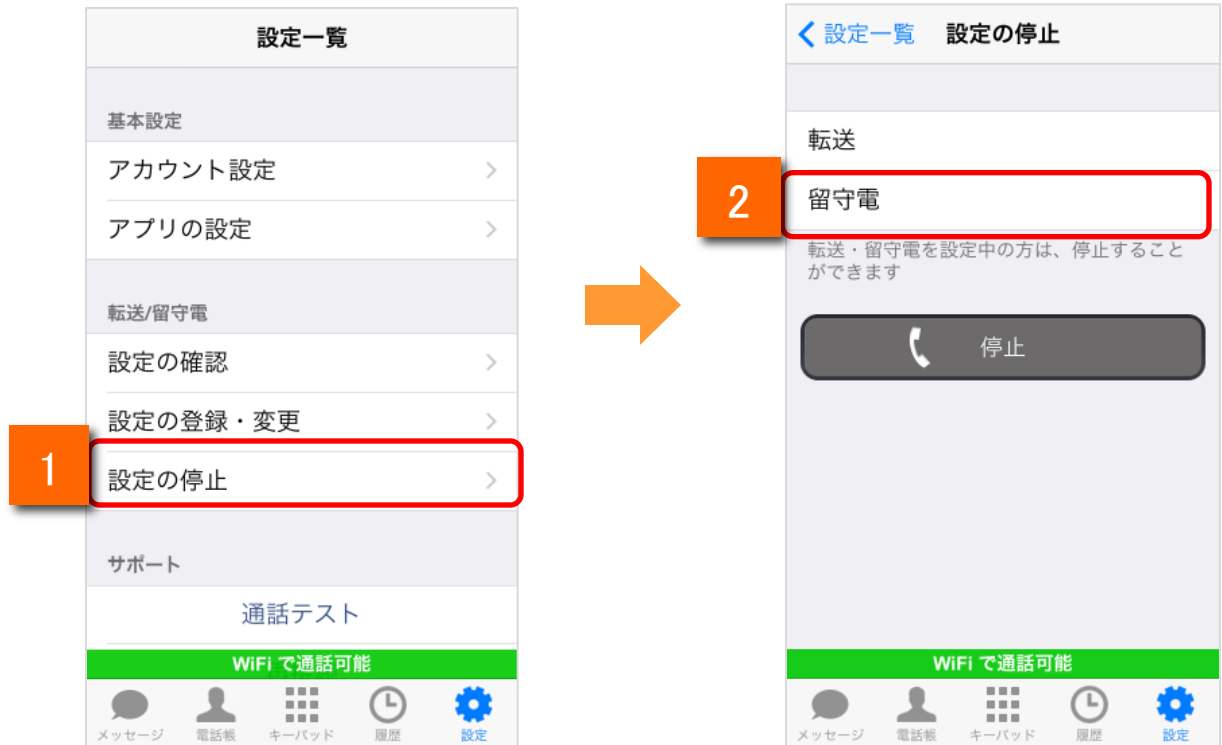 設定一覧
基本設定
アカウント設定
アプリの設定
転送/留守電
設定の確認
設定の登録・変更
1
設定の停止
サポート
通話テスト
WiFi で通話可能
メッセージ
電話帳
キーパッド
履歴
設定
設定一覧
設定の停止
転送
2
留守電
転送・留守電を設定中の方は、停止すること
ができます
停止
WiFi で通話可能
メッセージ
電話帳
キーパッド
履歴
設定